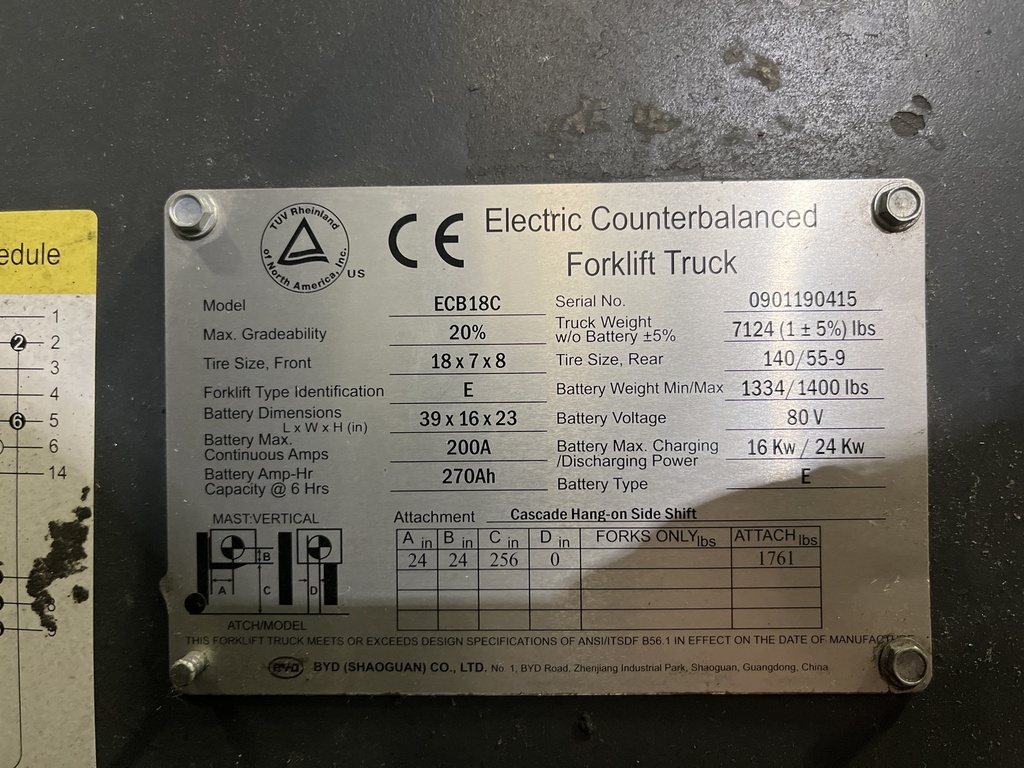 edule
1
2 2
3
4
6 5
6
14
8
9
TUV Rheinland
of North America, Inc.
US
CE
Electric Counterbalanced
Forklift Truck
Model ECB18C Serial No. 0901190415
Max. Gradeability 20% Truck Weight
w/o Battery ±5% 7124 (1 ± 5%) lbs
Tire Size, Front 18 x 7 x 8 Tire Size, Rear 140/55-9
Forklift Type Identification E Battery Weight Min/Max 1334/1400 lbs
Battery Dimensions
L x W x H (in) 39 x 16 x 23 Battery Voltage 80 V
Battery Max.
Continuous Amps 200A Battery Max. Charging
/Discharging Power 16 Kw / 24 Kw
Battery Amp-Hr
Capacity @ 6 Hrs 270Ah Battery Type E
MAST:VERTICAL
A B C D
ATCH/MODEL
Attachment Cascade Hang-on Side Shift
A in B in C in D in FORKS ONLY lbs ATTACH lbs
24 24 256 0 1761
THIS FORKLIFT TRUCK MEETS OR EXCEEDS DESIGN SPECIFICATIONS OF ANSI/ITSDF B56.1 IN EFFECT ON THE DATE OF MANUFACTURE
BYD BYD (SHAOGUAN) CO., LTD. No. 1, BYD Road, Zhenjiang Industrial Park, Shaoguan, Guangdong, China